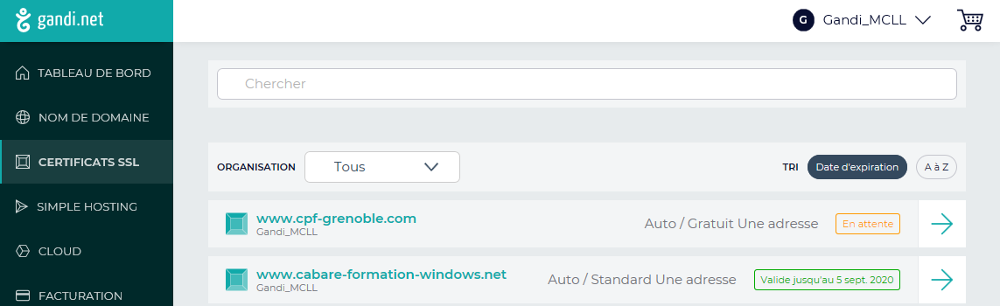 gandi.net
G Gandi_MCLL
TABLEAU DE BORD
NOM DE DOMAINE
CERTIFICATS SSL
SIMPLE HOSTING
CLOUD
FACTURATION
Chercher
ORGANISATION Tous TRI Date d'expiration A à Z
www.cpf-grenoble.com Auto / Gratuit Une adresse En attente
Gandi_MCLL
www.cabare-formation-windows.net Auto / Standard Une adresse Valide jusqu'au 5 sept. 2020
Gandi_MCLL